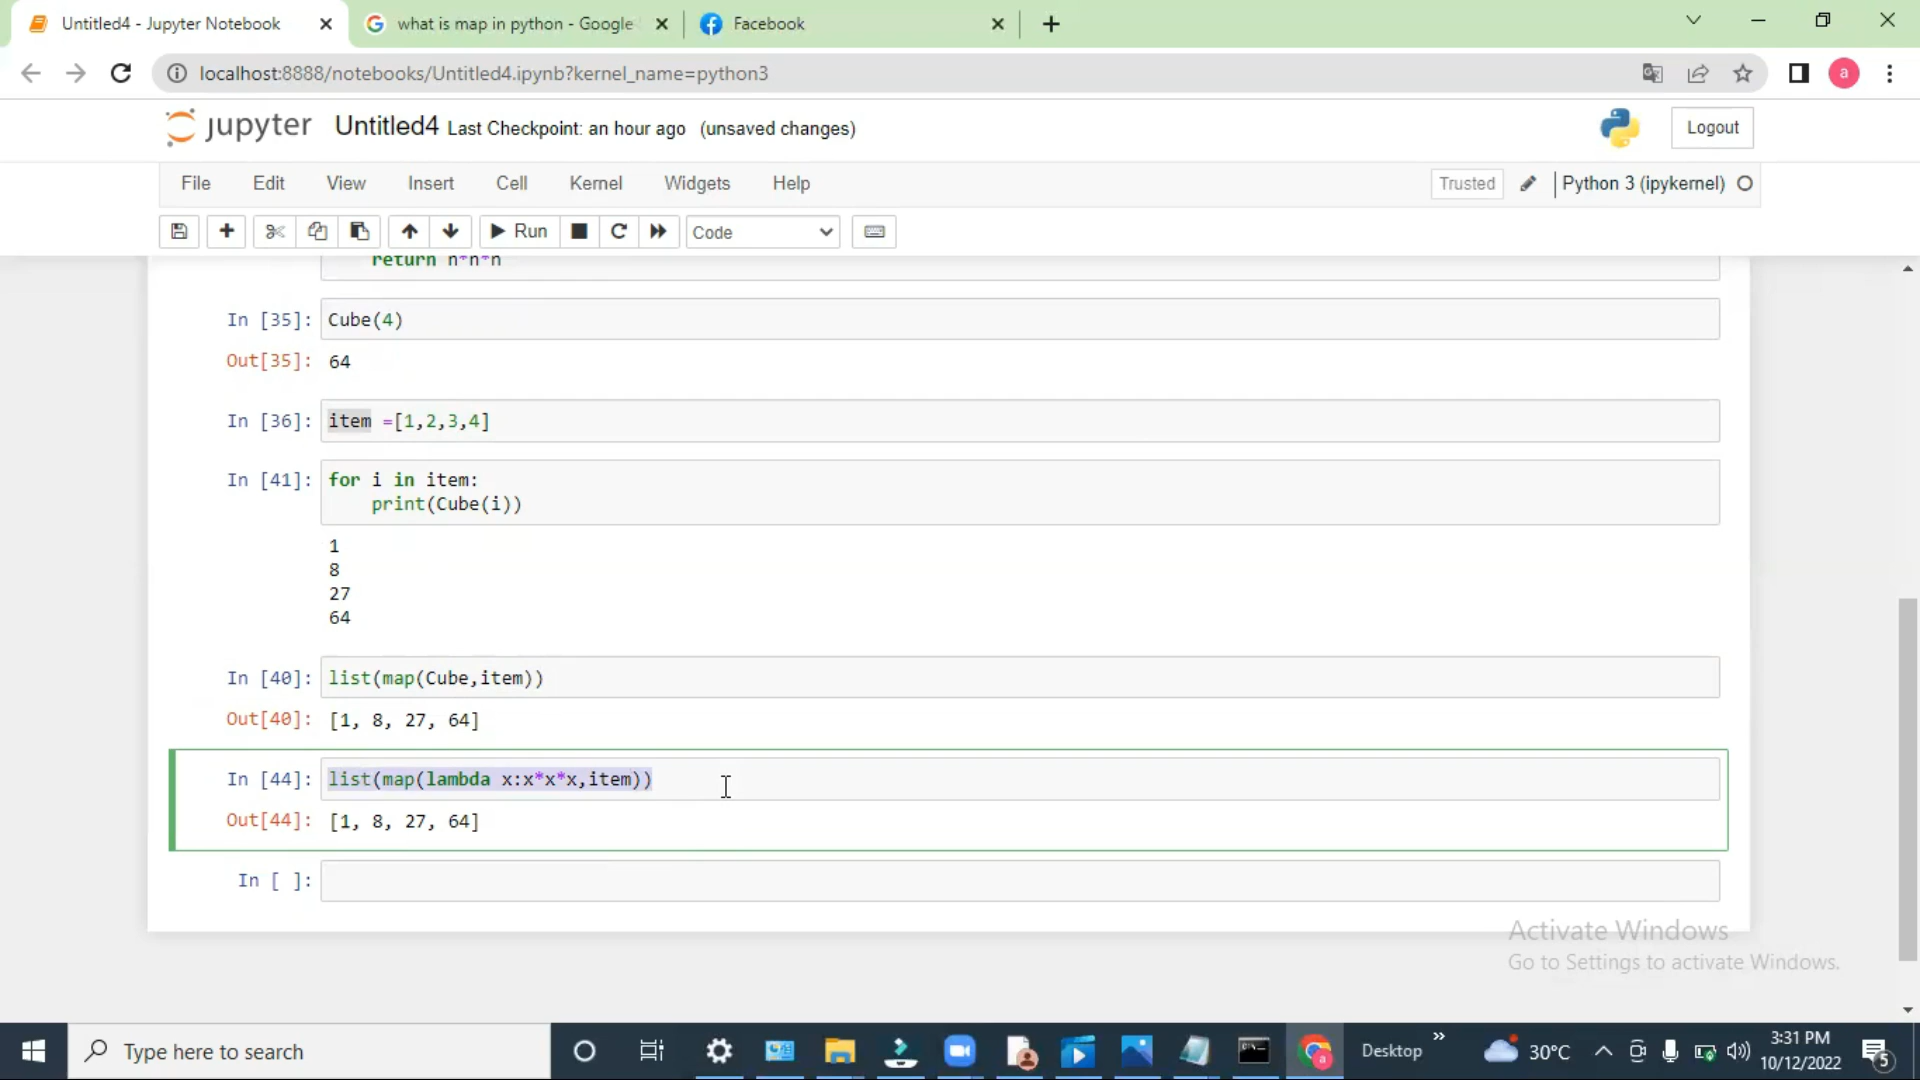 Untitled4 - Jupyter Notebook
what is map in python - Google
Facebook
localhost:8888/notebooks/Untitled4.ipynb?kernel_name=python3
a
jupyter Untitled4 Last Checkpoint: an hour ago (unsaved changes)
Logout
File Edit View Insert Cell Kernel Widgets Help
Trusted Python 3 (ipykernel)
Run Code
return n*n*n
In [35]: Cube(4)
Out[35]: 64
In [36]: item =[1,2,3,4]
In [41]: for i in item:
print(Cube(i))
1
8
27
64
In [40]: list(map(Cube,item))
Out[40]: [1, 8, 27, 64]
In [44]: list(map(lambda x:x*x*x,item))
Out[44]: [1, 8, 27, 64]
In [ ]:
Activate Windows
Go to Settings to activate Windows.
Type here to search
Desktop
30°C
3:31 PM
10/12/2022
5